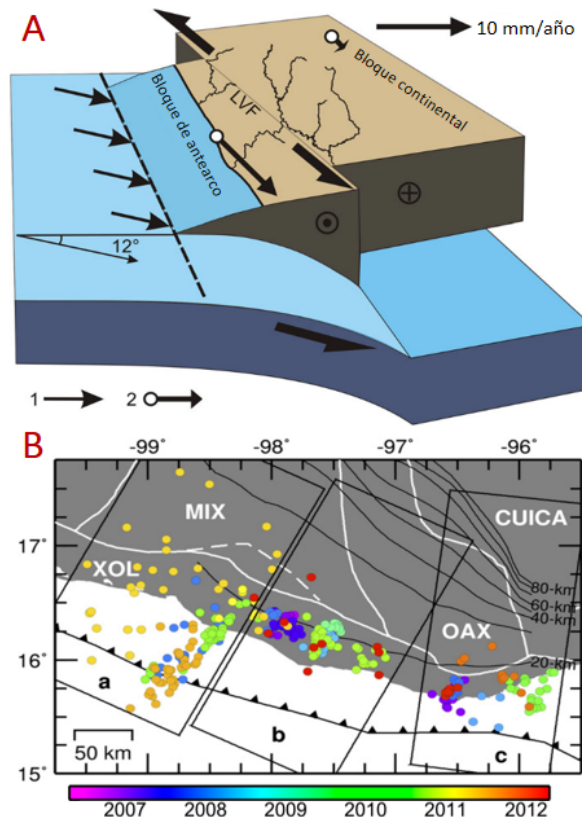 A
10 mm/año
Bloque de antearco
LVF
Bloque continental
12°
1
2
B
-99°
-98°
-97°
-96°
MIX
CUICA
17°
XOL
80-km
60-km
40-km
OAX
20-km
16°
a
b
c
50 km
15°
2007 2008 2009 2010 2011 2012